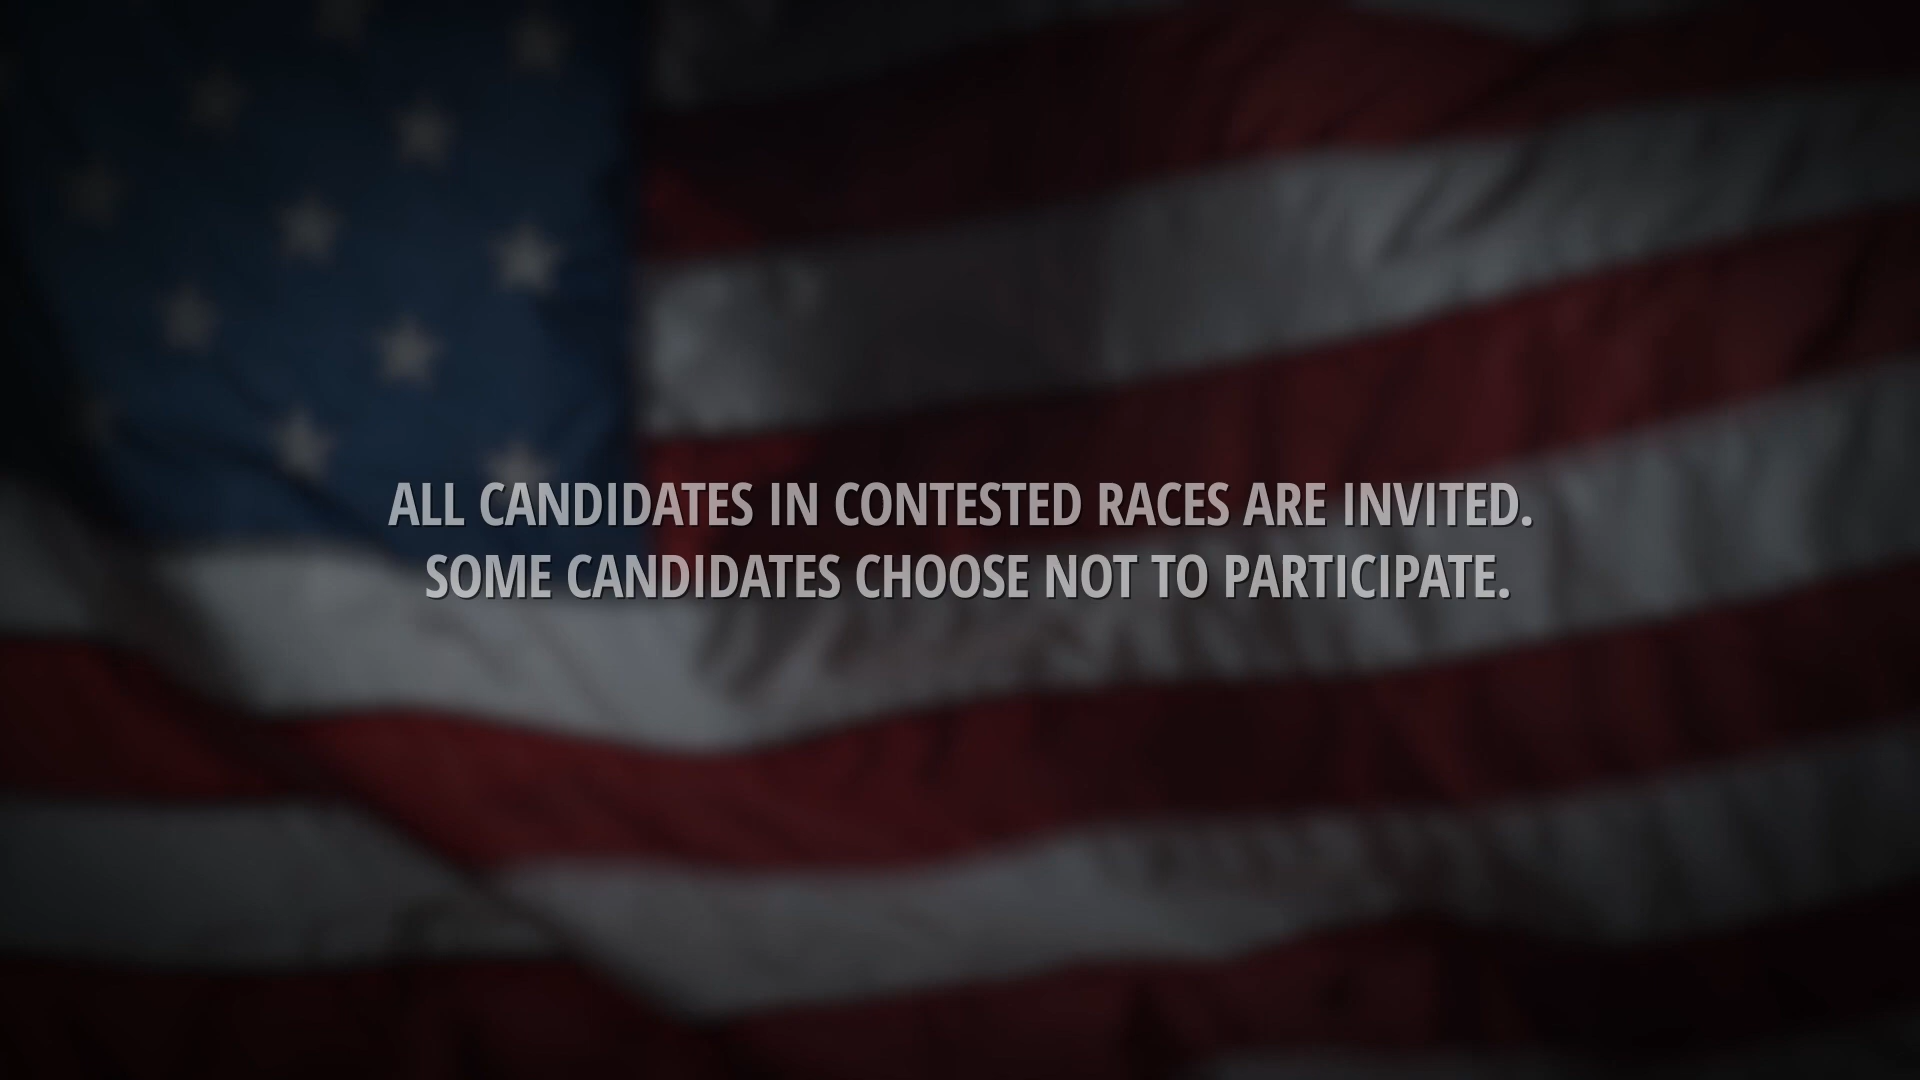 ALL CANDIDATES IN CONTESTED RACES ARE INVITED.
SOME CANDIDATES CHOOSE NOT TO PARTICIPATE.